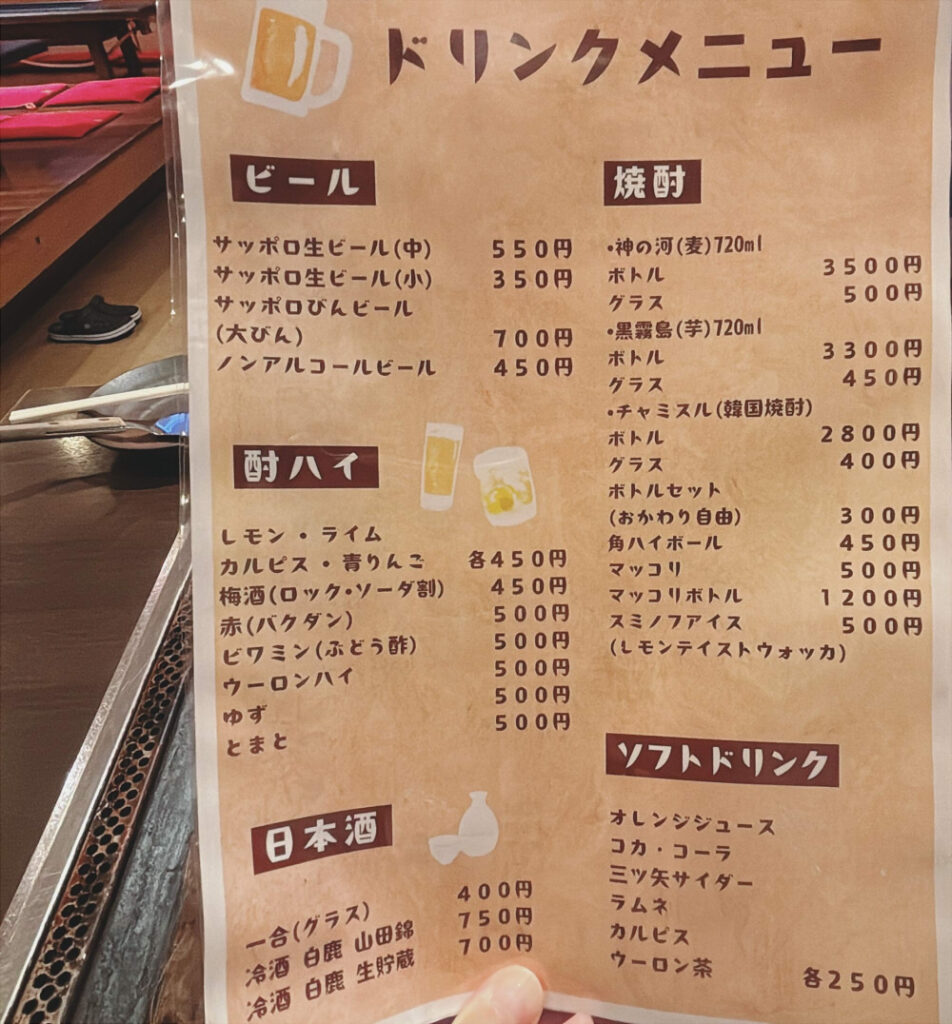 ドリンクメニュー
ビール
サッポロ生ビール(中) 550円
サッポロ生ビール(小) 350円
サッポロびんビール
(大びん) 700円
ノンアルコールビール 450円
酎ハイ
レモン・ライム
カルピス・青りんご 各450円
梅酒(ロック・ソーダ割) 450円
赤(バクダン) 500円
ビワミン(ぶどう酢) 500円
ウーロンハイ 500円
ゆず 500円
とまと 500円
日本酒
一合(グラス) 400円
冷酒 白鹿 山田錦 750円
冷酒 白鹿 生貯蔵 700円
焼酎
•神の河(麦)720ml
ボトル 3500円
グラス 500円
•黒霧島(芋)720ml
ボトル 3300円
グラス 450円
•チャミスル(韓国焼酎)
ボトル 2800円
グラス 400円
ボトルセット
(おかわり自由) 300円
角ハイボール 450円
マッコリ 500円
マッコリボトル 1200円
スミノフアイス 500円
(レモンテイストウォッカ)
ソフトドリンク
オレンジジュース
コカ・コーラ
三ツ矢サイダー
ラムネ
カルピス
ウーロン茶 各250円